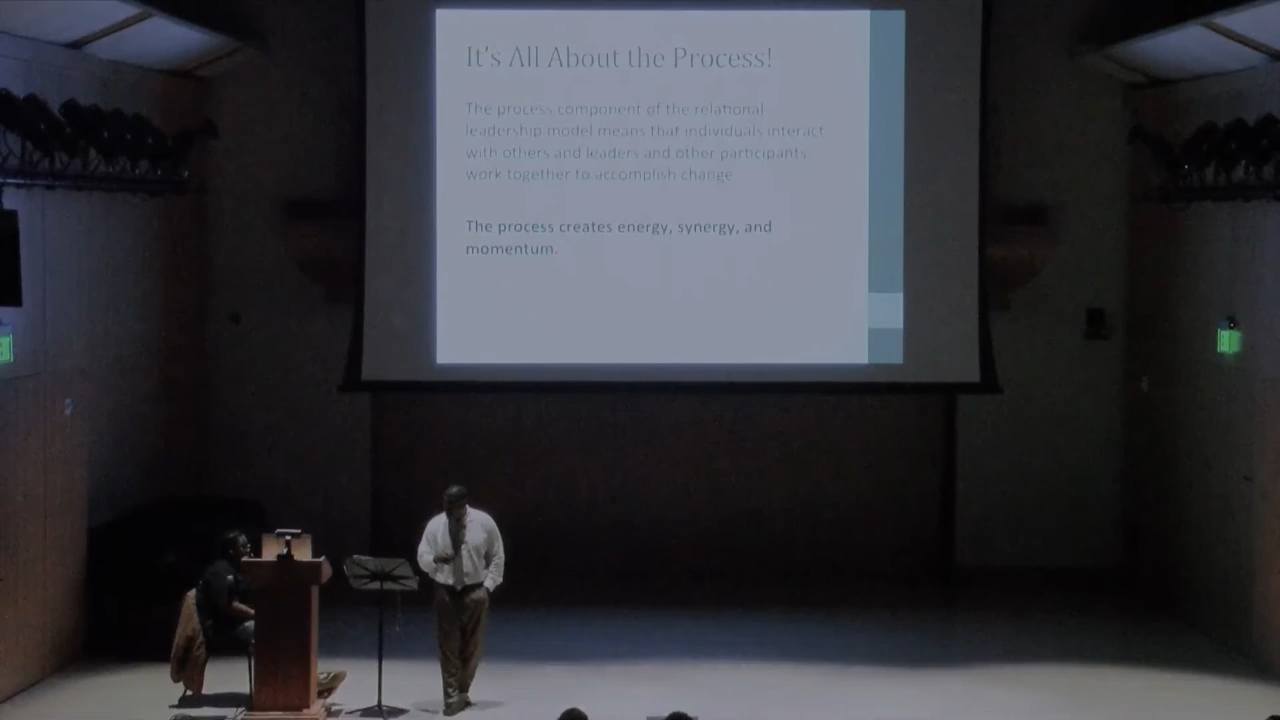 It's All About the Process!
The process component of the relational
leadership model means that individuals interact
with others and leaders and other participants
work together to accomplish change
The process creates energy, synergy, and
momentum.